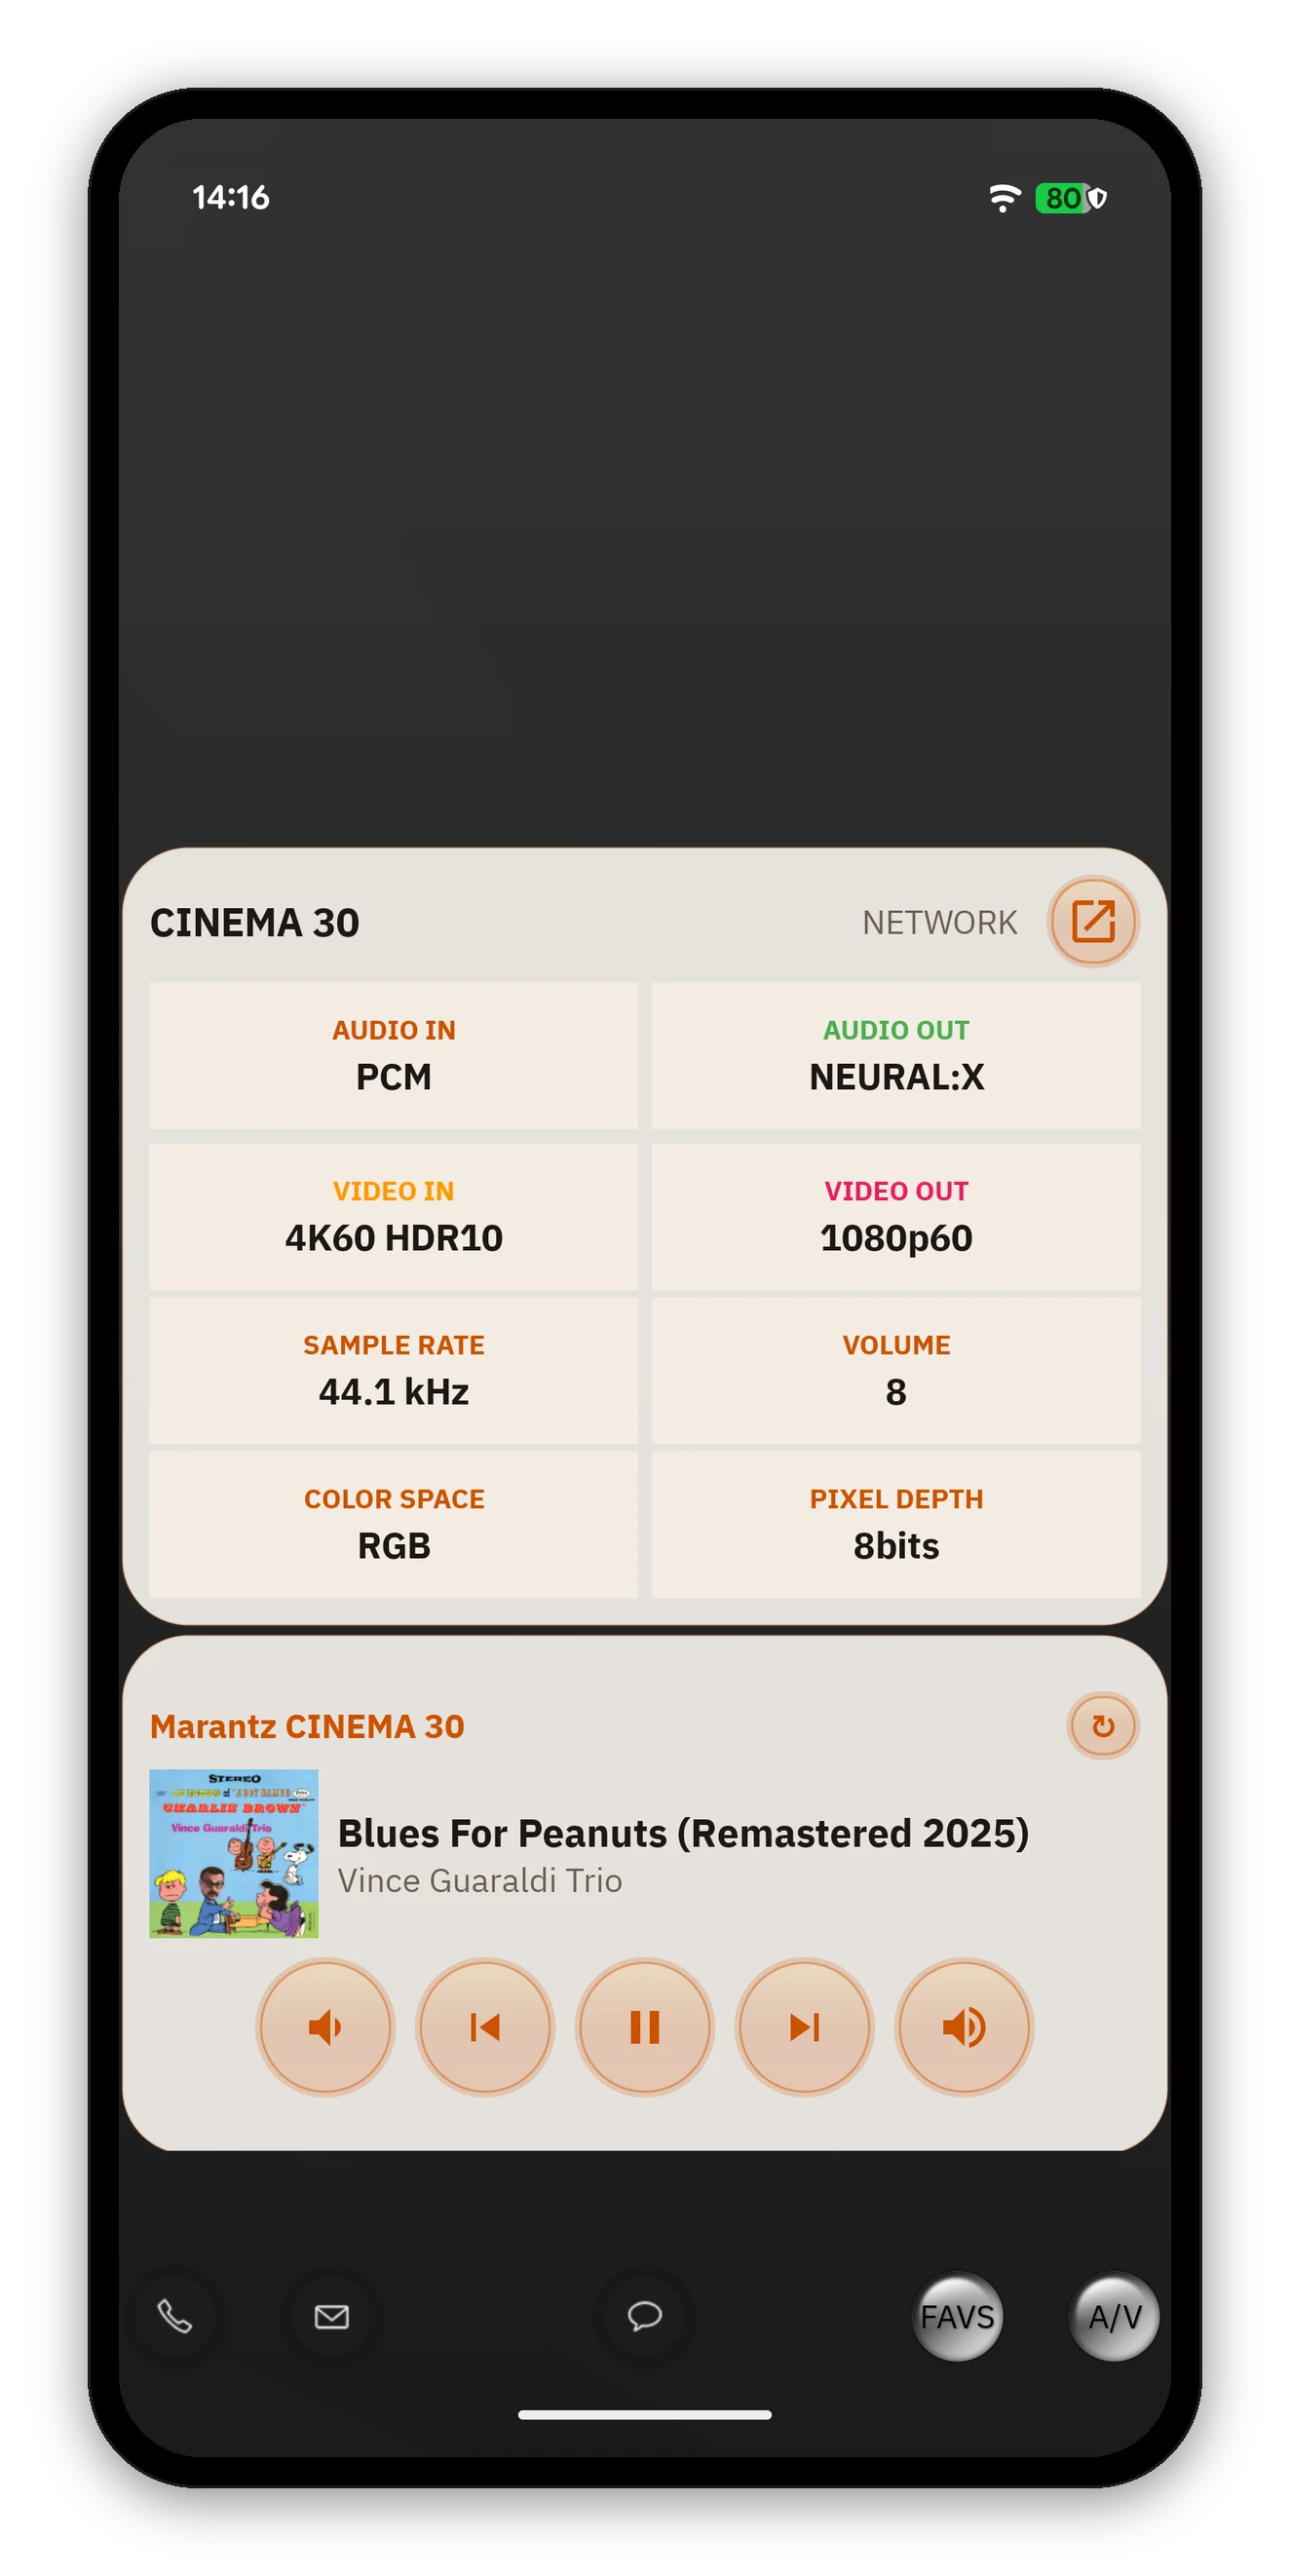 14:16
80
CINEMA 30
NETWORK
AUDIO IN
PCM
AUDIO OUT
NEURAL:X
VIDEO IN
4K60 HDR10
VIDEO OUT
1080p60
SAMPLE RATE
44.1 kHz
VOLUME
8
COLOR SPACE
RGB
PIXEL DEPTH
8bits
Marantz CINEMA 30
STEREO
CHARLIE BROWN
Vince Guaraldi Trio
Blues For Peanuts (Remastered 2025)
Vince Guaraldi Trio
FAVS
A/V